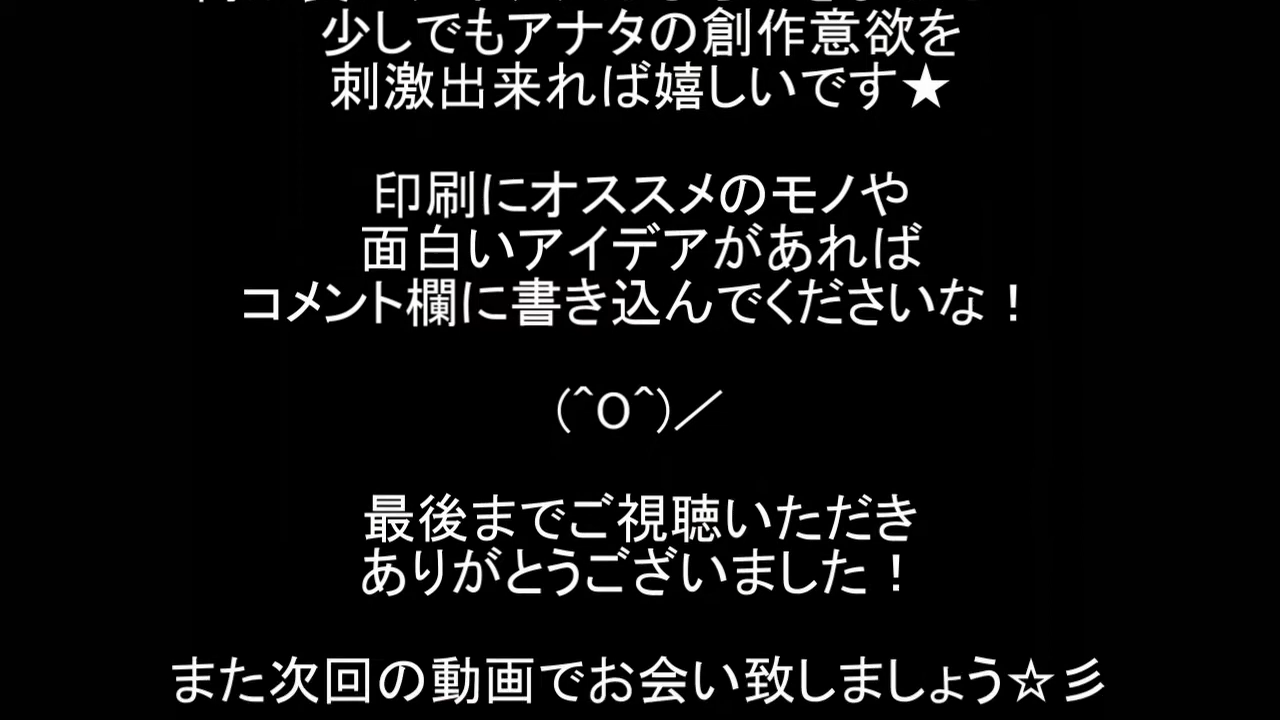 少しでもアナタの創作意欲を
刺激出来れば嬉しいです★
印刷にオススメのモノや
面白いアイデアがあれば
コメント欄に書き込んでくださいな！
(^O^)／
最後までご視聴いただき
ありがとうございました！
また次回の動画でお会い致しましょう☆彡